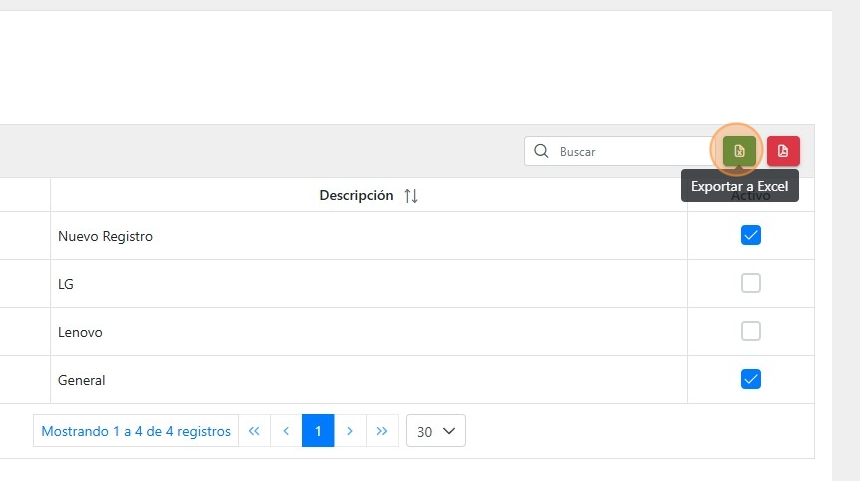 Buscar
Exportar a Excel
Descripción
Activo
Nuevo Registro
LG
Lenovo
General
Mostrando 1 a 4 de 4 registros « ‹ 1 › » 30